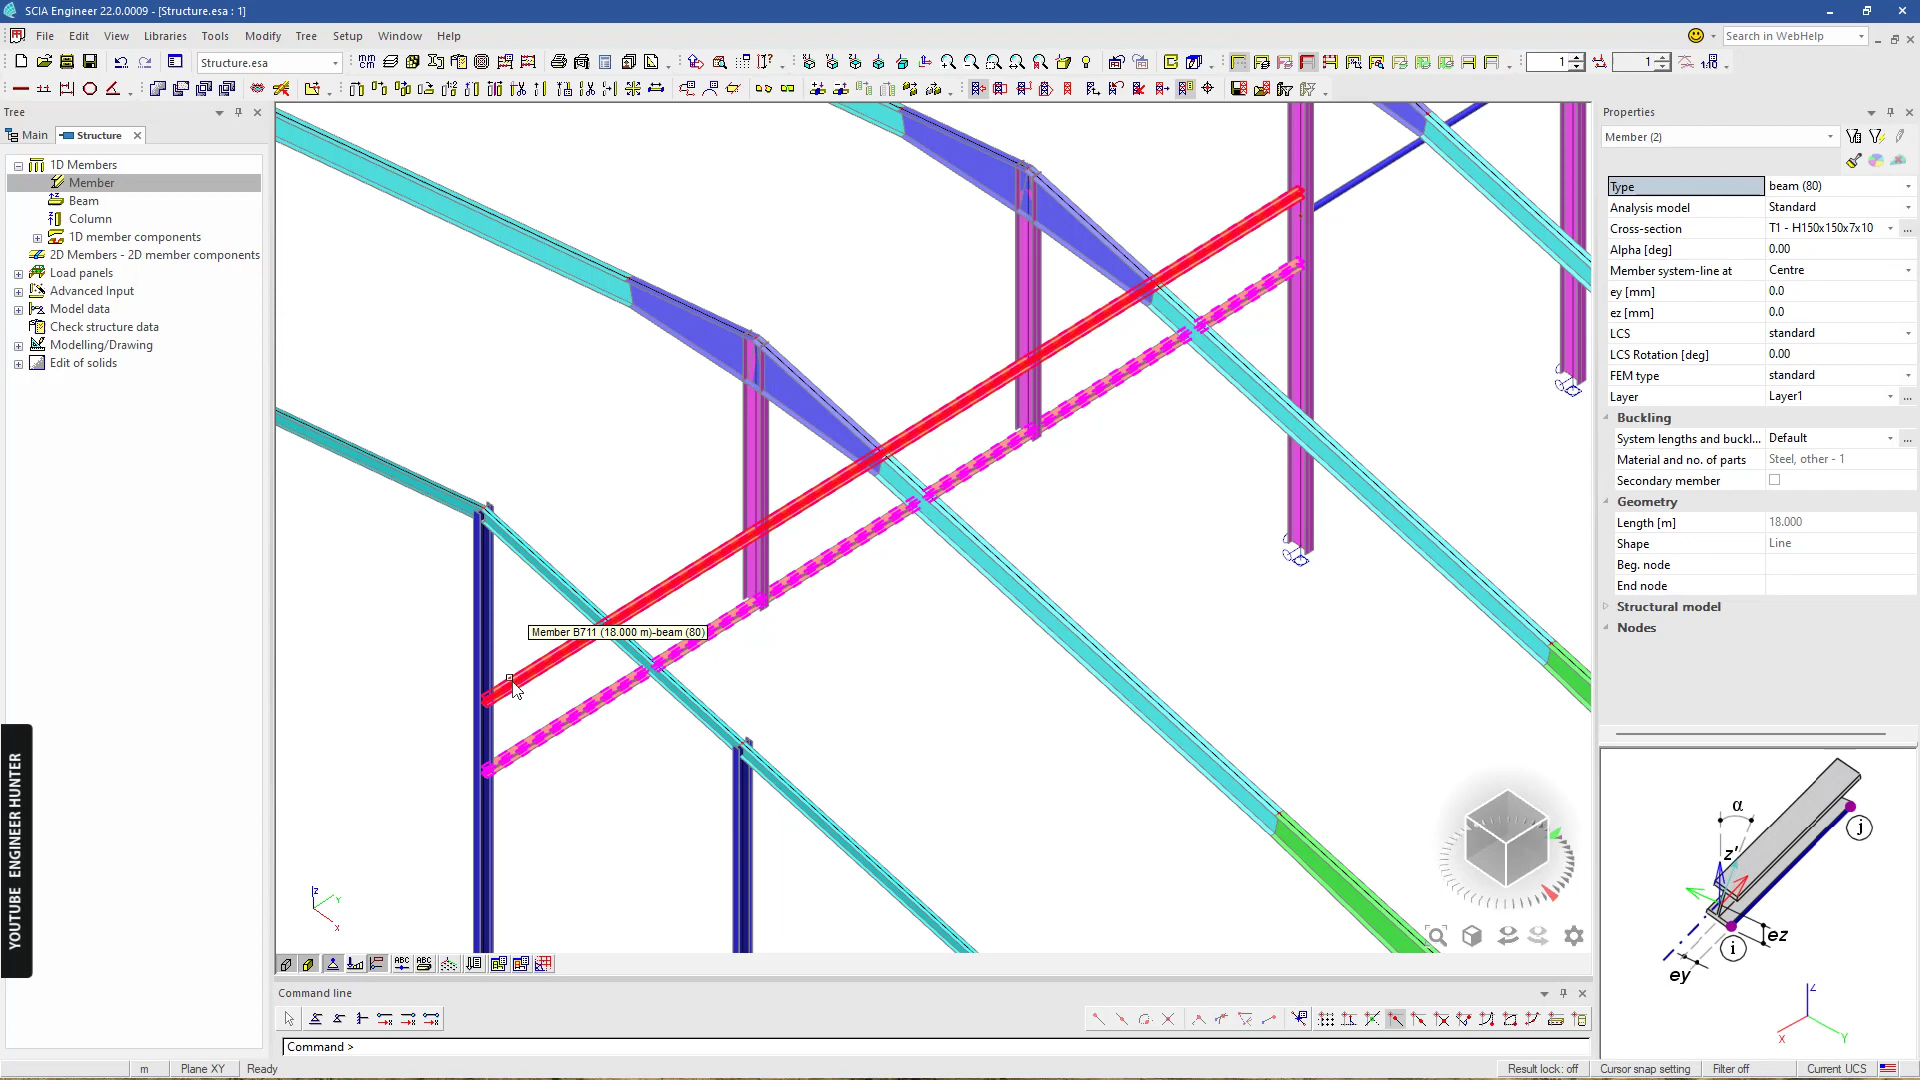 SCIA Engineer 22.0.0009 - [Structure.esa : 1]
File Edit View Libraries Tools Modify Tree Setup Window Help
Search in WebHelp
Structure.esa
1
1
Tree
Main
Structure
1D Members
Member
Beam
Column
1D member components
2D Members - 2D member components
Load panels
Advanced Input
Model data
Check structure data
Modelling/Drawing
Edit of solids
YOUTUBE ENGINEER HUNTER
Member B711 (18.000 m)-beam (80)
Z
Y
X
Properties
Member (2)
Type beam (80)
Analysis model Standard
Cross-section T1 - H150x150x7x10
Alpha [deg] 0.00
Member system-line at Centre
ey [mm] 0.0
ez [mm] 0.0
LCS standard
LCS Rotation [deg] 0.00
FEM type standard
Layer Layer1
Buckling
System lengths and buckl... Default
Material and no. of parts Steel, other - 1
Secondary member
Geometry
Length [m] 18.000
Shape Line
Beg. node
End node
Structural model
Nodes
α
z'
j
i
ez
ey
Z
X
Y
Command line
Command >
m
Plane XY
Ready
Result lock: off
Cursor snap setting
Filter off
Current UCS